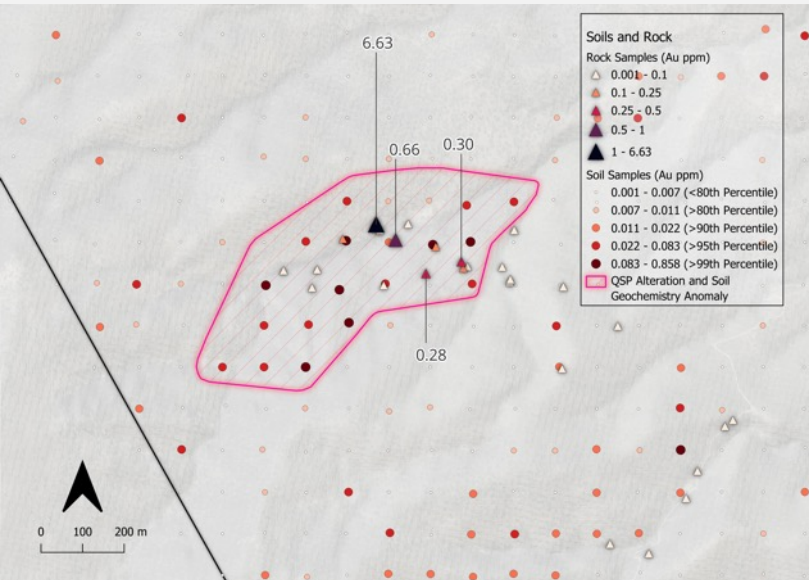 6.63
0.66
0.30
0.28
0 100 200 m
Soils and Rock
Rock Samples (Au ppm)
0.001 - 0.1
0.1 - 0.25
0.25 - 0.5
0.5 - 1
1 - 6.63
Soil Samples (Au ppm)
0.001 - 0.007 (<80th Percentile)
0.007 - 0.011 (>80th Percentile)
0.011 - 0.022 (>90th Percentile)
0.022 - 0.083 (>95th Percentile)
0.083 - 0.858 (>99th Percentile)
QSP Alteration and Soil
Geochemistry Anomaly